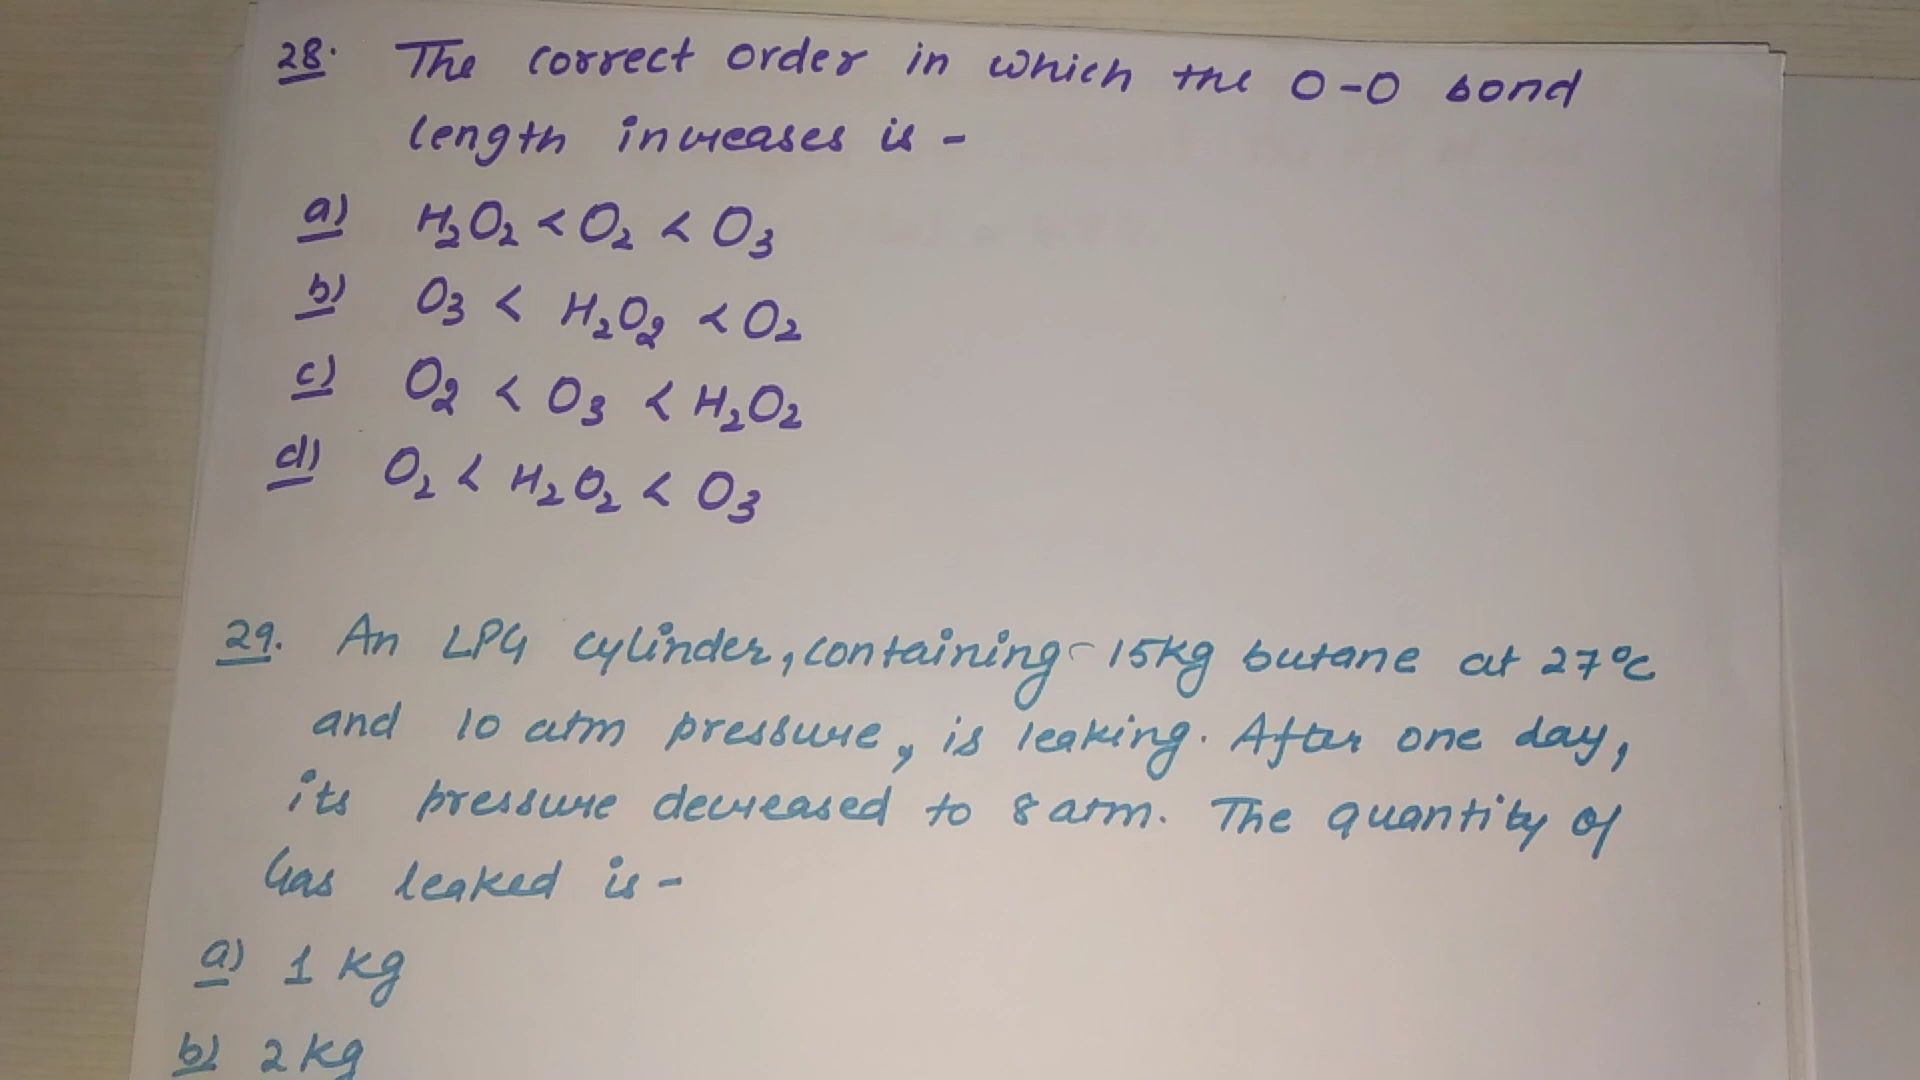 28. The correct order in which the O-O bond
length increases is -
a) H₂O₂ < O₂ < O₃
b) O₃ < H₂O₂ < O₂
c) O₂ < O₃ < H₂O₂
d) O₂ < H₂O₂ < O₃
29. An LPG cylinder, containing 15kg butane at 27°c
and 10 atm pressure, is leaking. After one day,
its pressure decreased to 8 atm. The quantity of
Gas leaked is -
a) 1 kg
b) 2 kg